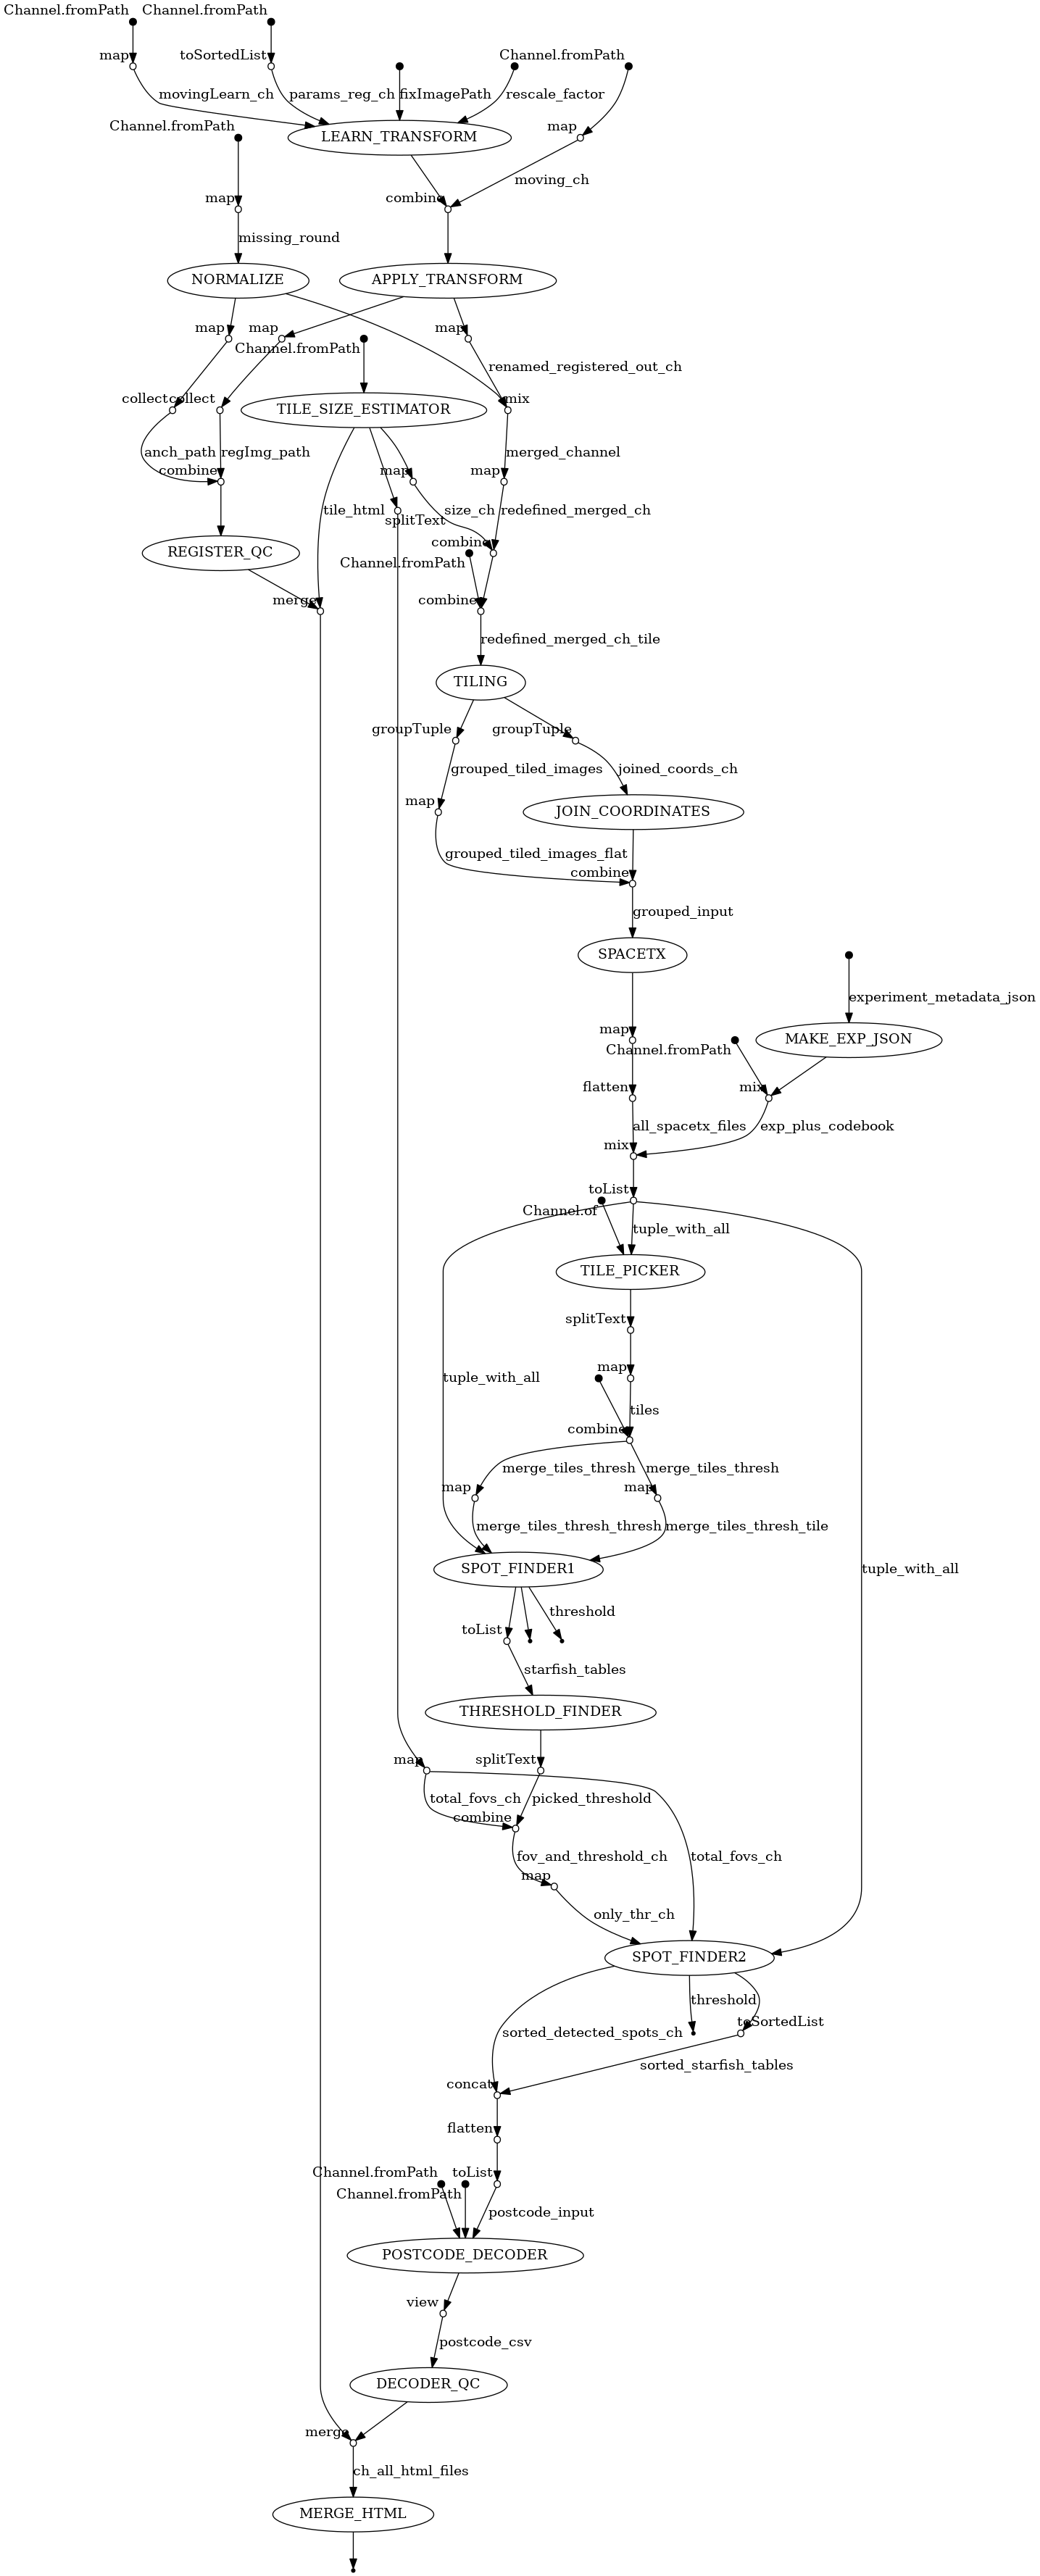 Channel.fromPath
Channel.fromPath
map
toSortedList
Channel.fromPath
movingLearn_ch
params_reg_ch
fixImagePath
rescale_factor
Channel.fromPath
map
LEARN_TRANSFORM
moving_ch
map
combine
missing_round
NORMALIZE
APPLY_TRANSFORM
map
map
map
Channel.fromPath
renamed_registered_out_ch
collect
collect
TILE_SIZE_ESTIMATOR
mix
anch_path
regImg_path
merged_channel
combine
map
map
tile_html
splitText
size_ch
redefined_merged_ch
combine
REGISTER_QC
Channel.fromPath
merge
combine
redefined_merged_ch_tile
TILING
groupTuple
groupTuple
grouped_tiled_images
joined_coords_ch
map
JOIN_COORDINATES
grouped_tiled_images_flat
combine
grouped_input
SPACETX
experiment_metadata_json
map
MAKE_EXP_JSON
Channel.fromPath
flatten
mix
all_spacetx_files
exp_plus_codebook
mix
toList
Channel.of
tuple_with_all
TILE_PICKER
splitText
map
tuple_with_all
tiles
combine
merge_tiles_thresh
merge_tiles_thresh
map
map
merge_tiles_thresh_thresh
merge_tiles_thresh_tile
SPOT_FINDER1
tuple_with_all
threshold
toList
starfish_tables
THRESHOLD_FINDER
map
splitText
total_fovs_ch
picked_threshold
combine
fov_and_threshold_ch
total_fovs_ch
map
only_thr_ch
SPOT_FINDER2
threshold
toSortedList
sorted_detected_spots_ch
sorted_starfish_tables
concat
flatten
Channel.fromPath
toList
Channel.fromPath
postcode_input
POSTCODE_DECODER
view
postcode_csv
DECODER_QC
merge
ch_all_html_files
MERGE_HTML